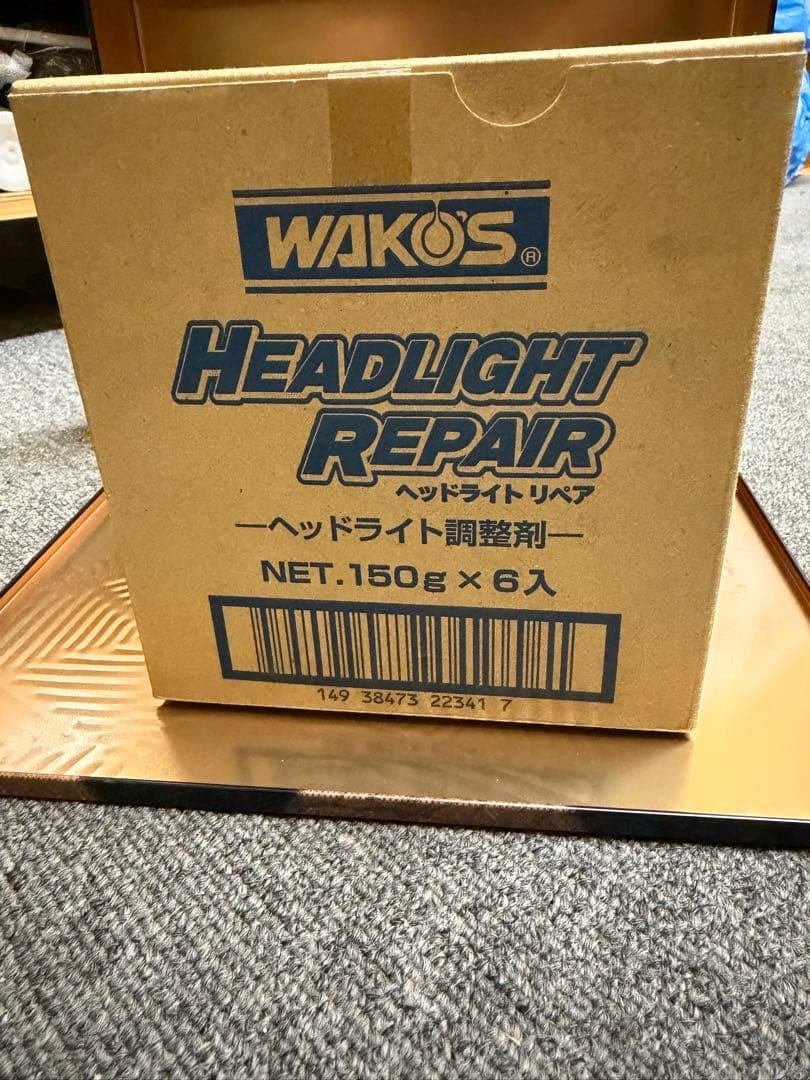 WAKO'S ®
HEADLIGHT
REPAIR
ヘッドライト リペア
—ヘッドライト調整剤—
NET.150g×6入
149 38473 22341 7